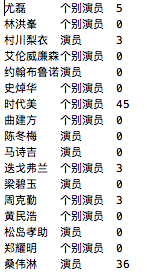 尤磊 个别演员 5
林洪峯 个别演员 0
村川梨衣 演员 3
艾伦威廉森 个别演员 0
约翰布鲁诺 演员 0
史焯华 个别演员 0
时代美 个别演员 45
曲建方 个别演员 0
陈冬梅 演员 0
马诗吉 演员 0
迭戈弗兰 个别演员 3
梁碧玉 演员 0
周克勤 个别演员 3
黄民浩 个别演员 0
松岛孝助 演员 0
郑耀明 个别演员 0
桑伟淋 演员 36